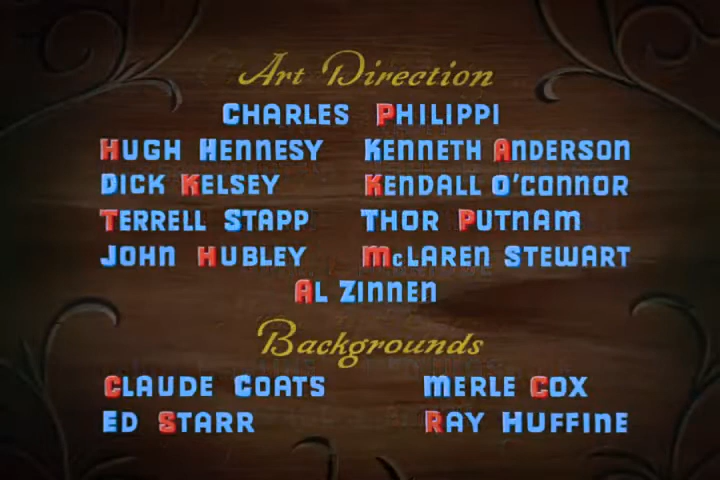 Art Direction
CHARLES PHILIPPI
HUGH HENNESY KENNETH ANDERSON
DICK KELSEY KENDALL O'CONNOR
TERRELL STAPP THOR PUTNAM
JOHN HUBLEY McLAREN STEWART
AL ZINNEN
Backgrounds
CLAUDE COATS MERLE COX
ED STARR RAY HUFFINE